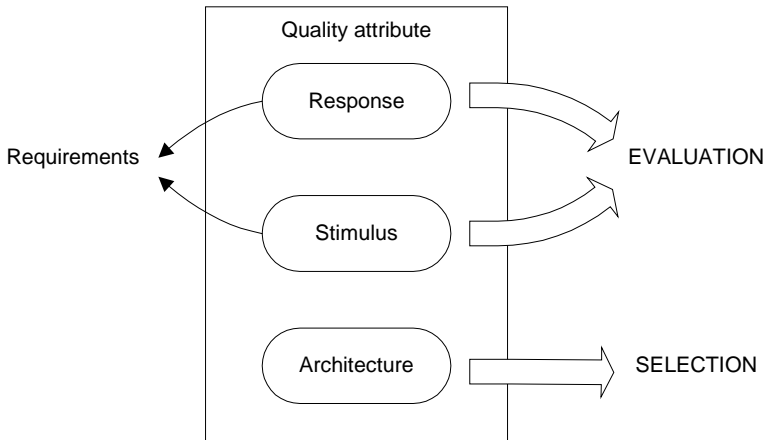 Quality attribute
Response
Requirements
EVALUATION
Stimulus
Architecture
SELECTION